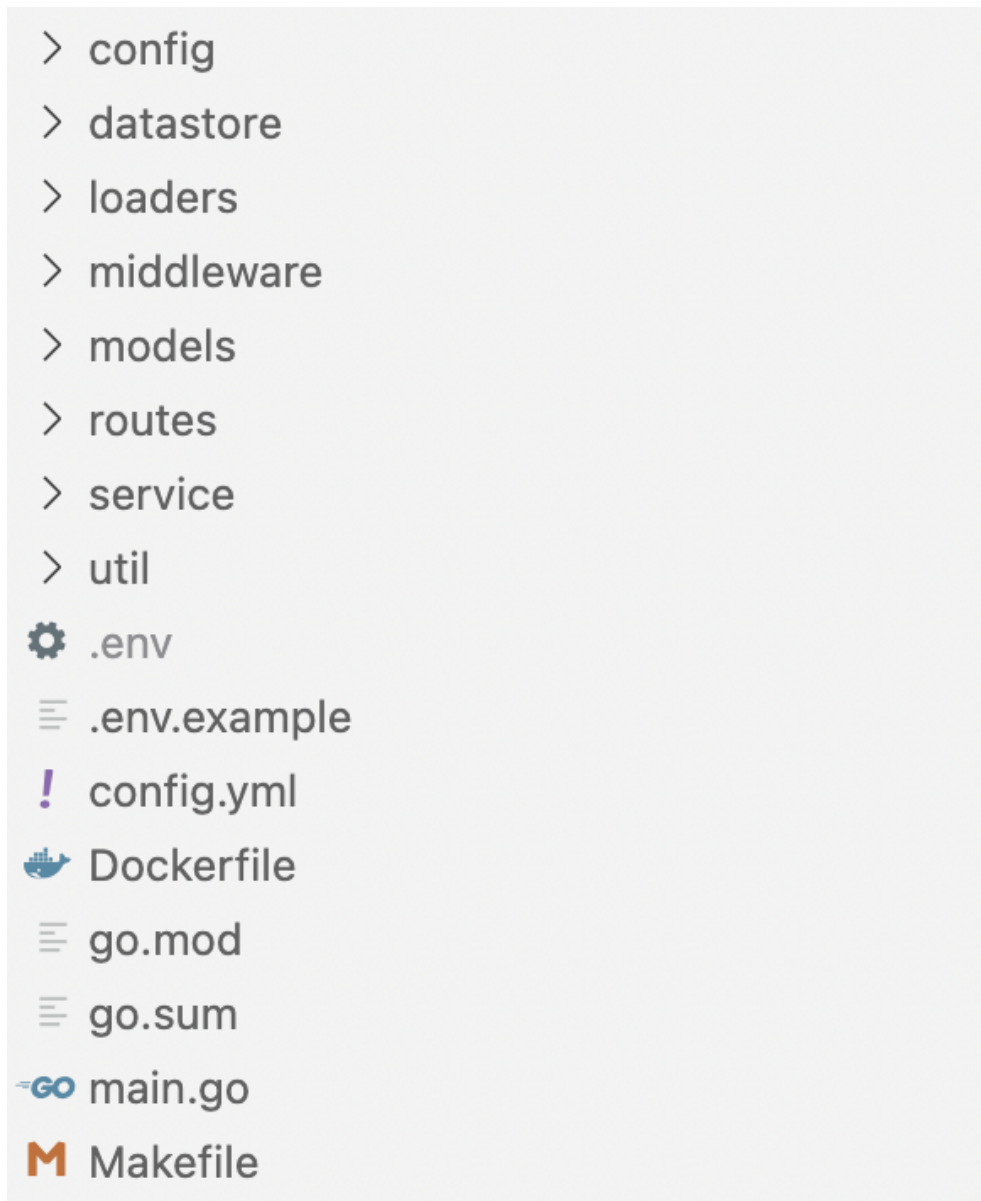 config
datastore
loaders
middleware
models
routes
service
util
.env
.env.example
! config.yml
Dockerfile
go.mod
go.sum
GO main.go
M Makefile